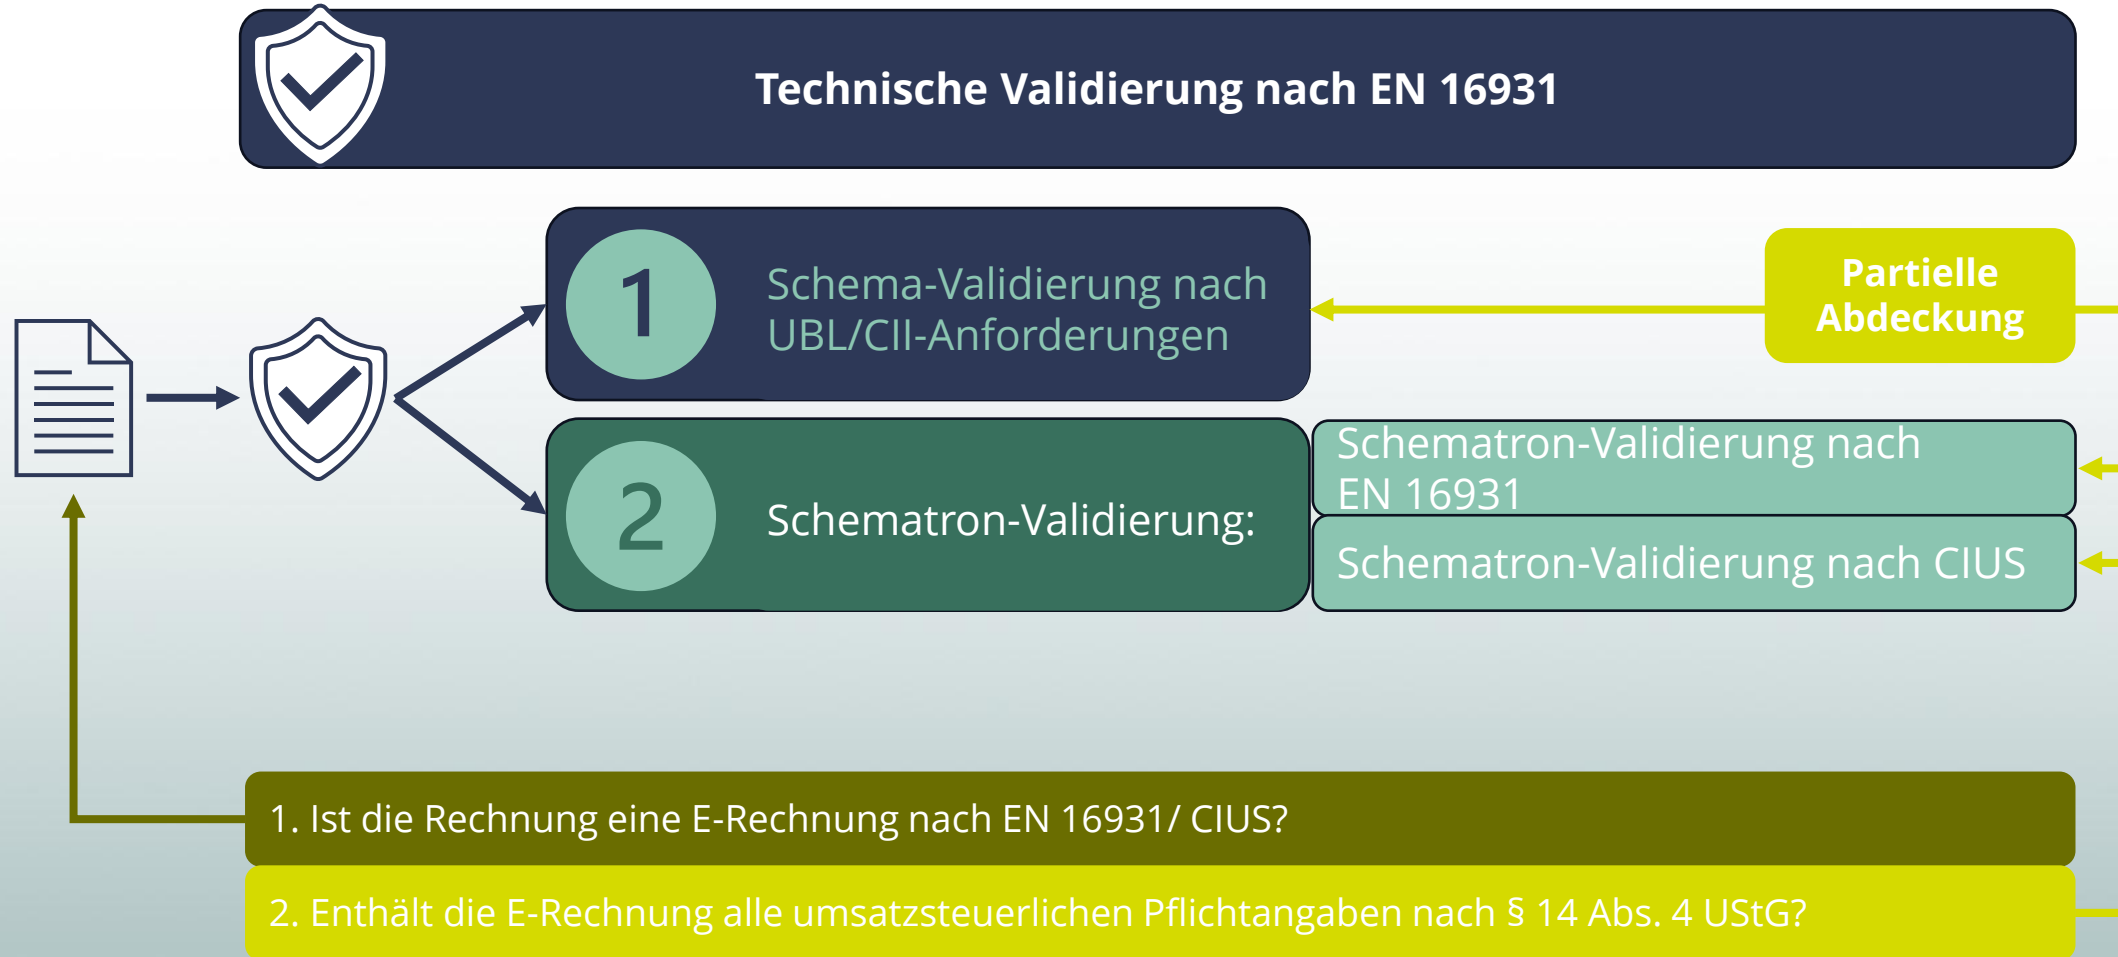 Technische Validierung nach EN 16931
1
Schema-Validierung nach
UBL/CII-Anforderungen
Partielle
Abdeckung
2
Schematron-Validierung:
Schematron-Validierung nach
EN 16931
Schematron-Validierung nach CIUS
1. Ist die Rechnung eine E-Rechnung nach EN 16931/ CIUS?
2. Enthält die E-Rechnung alle umsatzsteuerlichen Pflichtangaben nach § 14 Abs. 4 UStG?